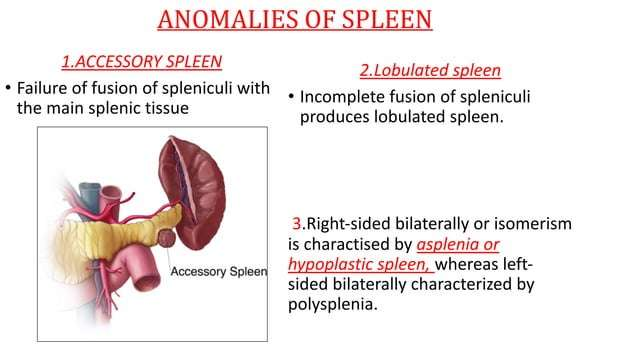 ANOMALIES OF SPLEEN
1.ACCESSORY SPLEEN
• Failure of fusion of spleniculi with
the main splenic tissue
Accessory Spleen
2.Lobulated spleen
• Incomplete fusion of spleniculi
produces lobulated spleen.
3.Right-sided bilaterally or isomerism
is charactised by asplenia or
hypoplastic spleen, whereas left-
sided bilaterally characterized by
polysplenia.